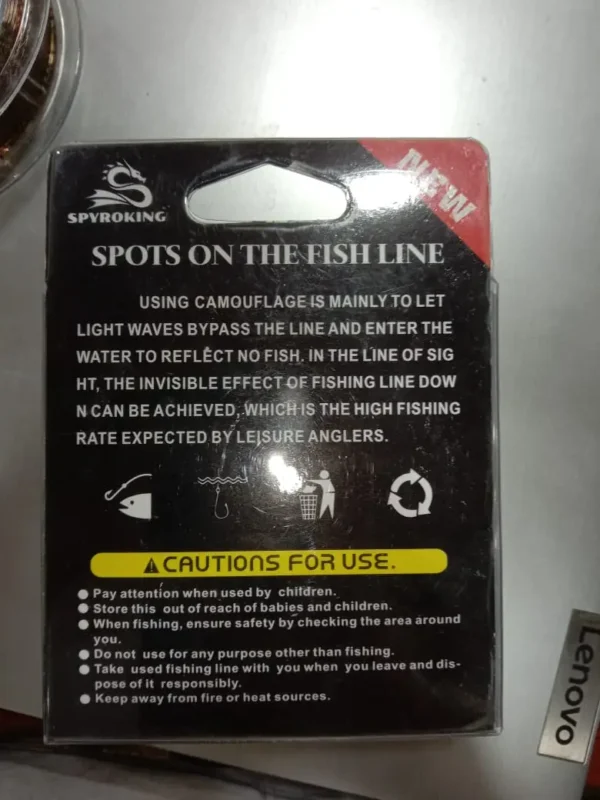 SPYROKING
NEW
SPOTS ON THE FISH LINE
USING CAMOUFLAGE IS MAINLY TO LET
LIGHT WAVES BYPASS THE LINE AND ENTER THE
WATER TO REFLECT NO FISH. IN THE LINE OF SIG
HT, THE INVISIBLE EFFECT OF FISHING LINE DOW
N CAN BE ACHIEVED, WHICH IS THE HIGH FISHING
RATE EXPECTED BY LEISURE ANGLERS.
CAUTIONS FOR USE.
● Pay attention when used by children.
● Store this out of reach of babies and children.
● When fishing, ensure safety by checking the area around
you.
● Do not use for any purpose other than fishing.
● Take used fishing line with you when you leave and dis-
pose of it responsibly.
● Keep away from fire or heat sources.
Lenovo